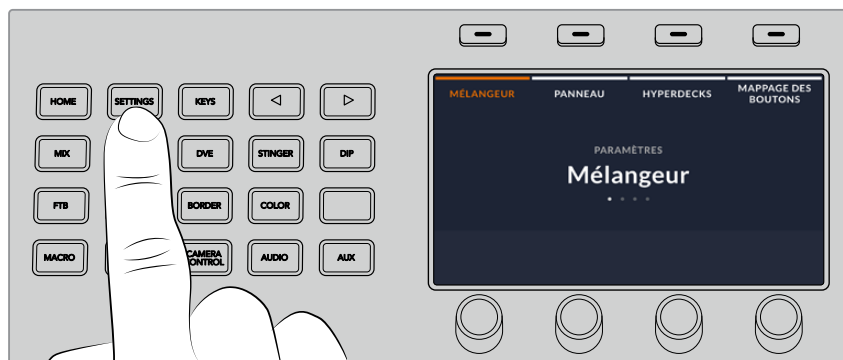 HOME
SETTINGS
KEYS
MÉLANGEUR
PANNEAU
HYPERDECKS
MAPPAGE DES
BOUTONS
MIX
DVE
STINGER
DIP
PARAMÈTRES
Mélangeur
FTB
BORDER
COLOR
MACRO
CAMERA
CONTROL
AUDIO
AUX